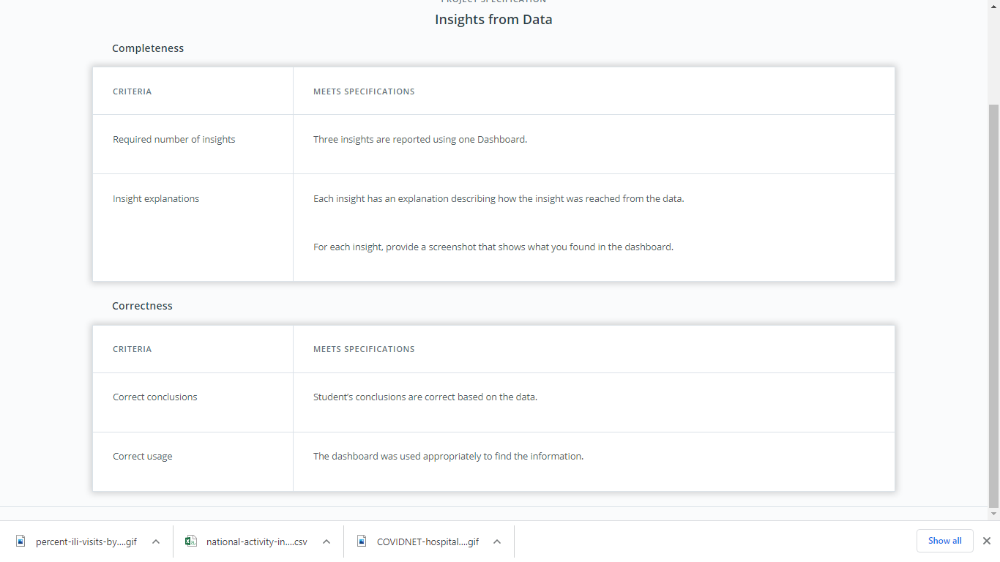 PROJECT SPECIFICATION
Insights from Data
Completeness
CRITERIA
MEETS SPECIFICATIONS
Required number of insights
Three insights are reported using one Dashboard.
Insight explanations
Each insight has an explanation describing how the insight was reached from the data.
For each insight, provide a screenshot that shows what you found in the dashboard.
Correctness
CRITERIA
MEETS SPECIFICATIONS
Correct conclusions
Student’s conclusions are correct based on the data.
Correct usage
The dashboard was used appropriately to find the information.
percent-ili-visits-by....gif
national-activity-in....csv
COVIDNET-hospital....gif
Show all